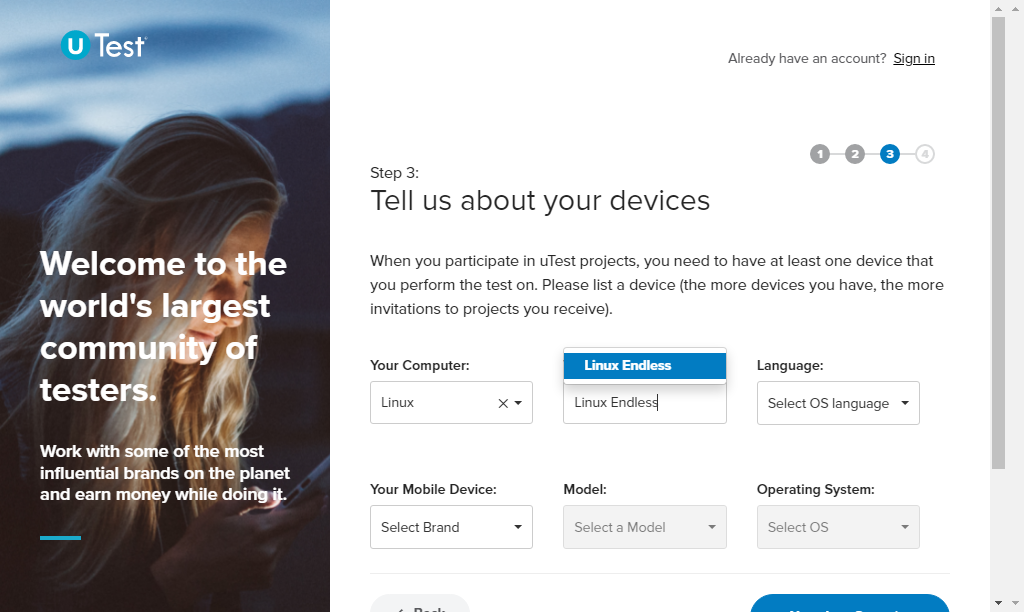 U Test
Welcome to the
world's largest
community of
testers.
Work with some of the most
influential brands on the planet
and earn money while doing it.
Already have an account? Sign in
1 2 3 4
Step 3:
Tell us about your devices
When you participate in uTest projects, you need to have at least one device that
you perform the test on. Please list a device (the more devices you have, the more
invitations to projects you receive).
Your Computer:
Linux
Linux Endless
Linux Endless
Language:
Select OS language
Your Mobile Device:
Select Brand
Model:
Select a Model
Operating System:
Select OS
Back